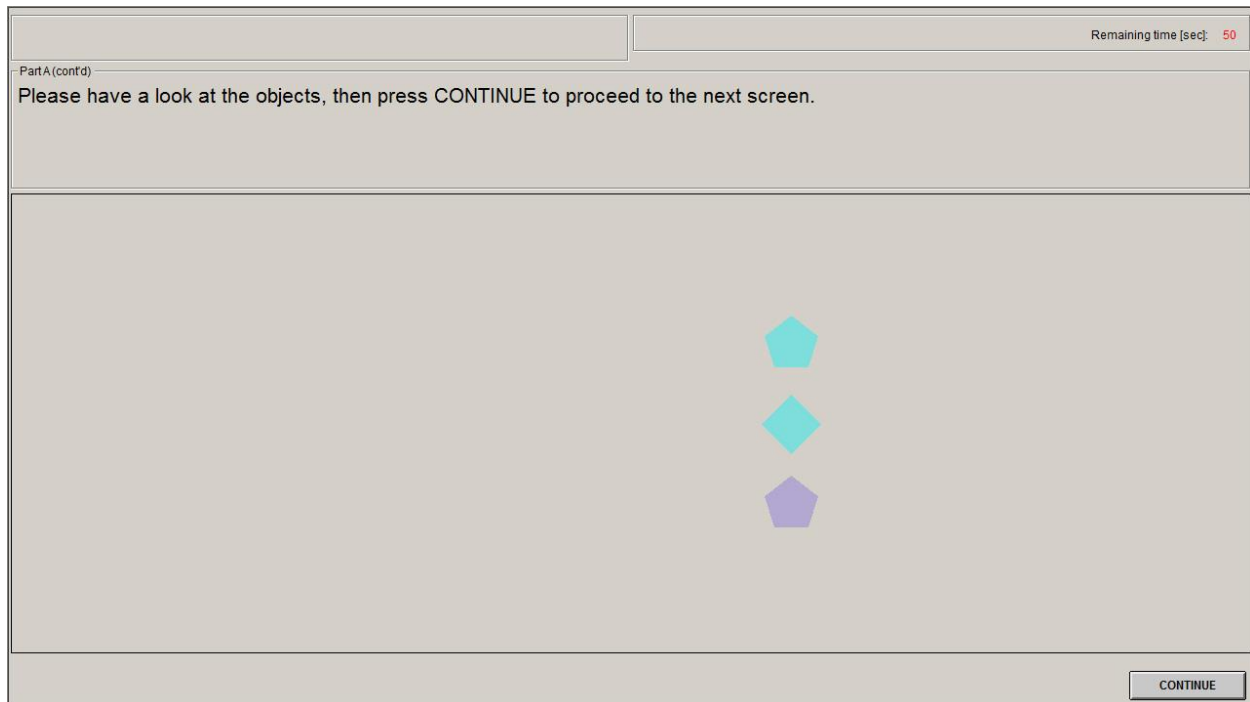 Remaining time [sec]: 50
Part A (cont'd)
Please have a look at the objects, then press CONTINUE to proceed to the next screen.
CONTINUE